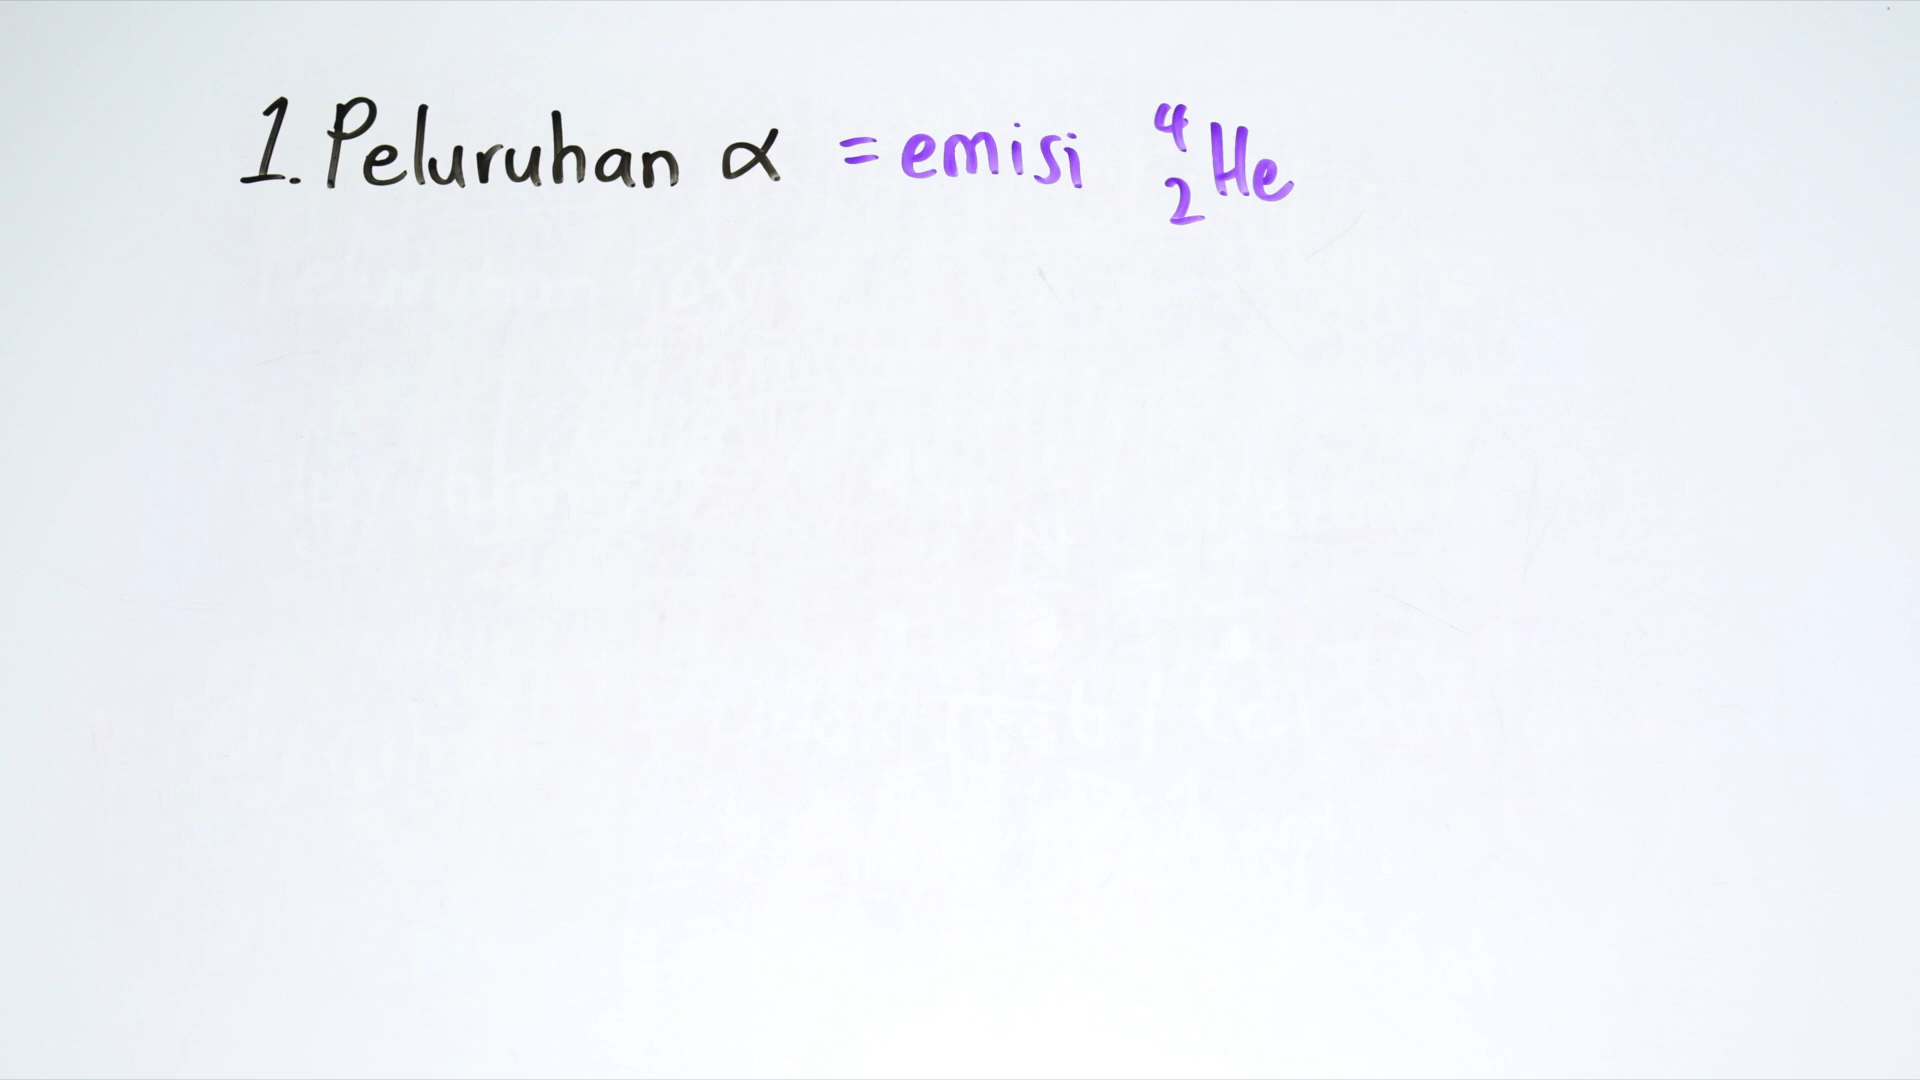 1. Peluruhan α = emisi ⁴₂He